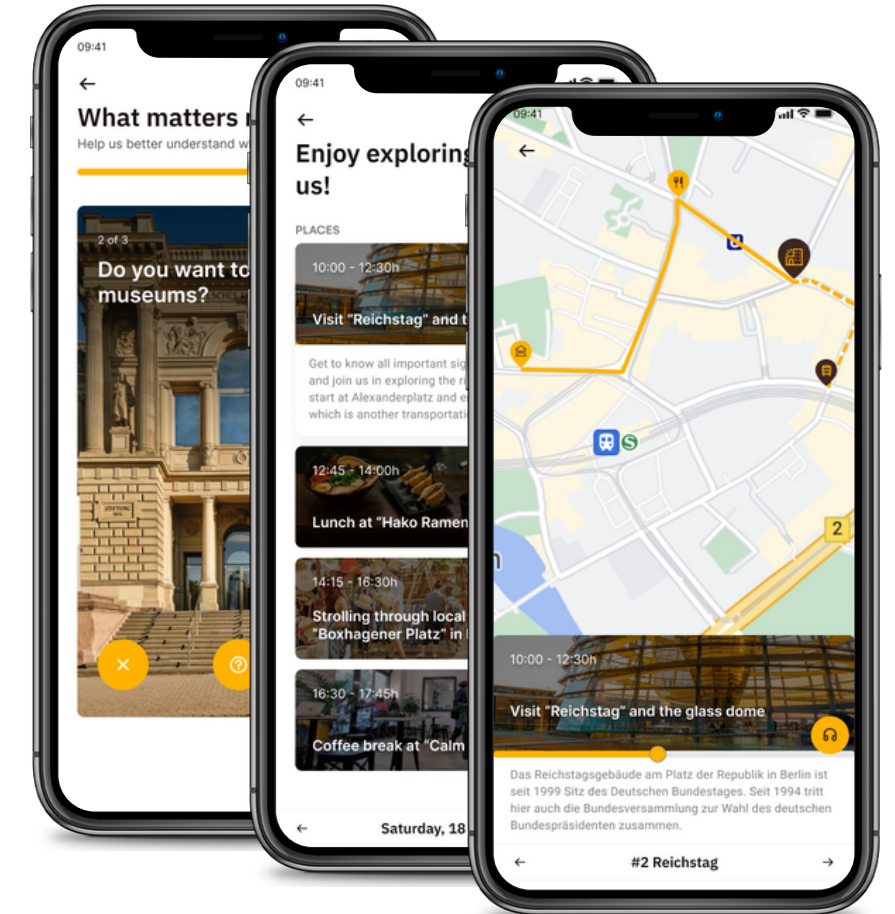 09:41
What matters
Help us better understand
2 of 3
Do you want to
museums?
STIFTUNG
09:41
Enjoy exploring
us!
PLACES
10:00 - 12:30h
Visit "Reichstag" and
Get to know all important
and join us in exploring the
start at Alexanderplatz and
which is another
12:45 - 14:00h
Lunch at "Hako Ramen
14:15 - 16:30h
Strolling through local
"Boxhagener Platz" in
16:30 - 17:45h
Coffee break at "Calm
Saturday, 18
09:41
S
2
10:00 - 12:30h
Visit "Reichstag" and the glass dome
Das Reichstagsgebäude am Platz der Republik in Berlin ist
seit 1999 Sitz des Deutschen Bundestages. Seit 1994 tritt
hier auch die Bundesversammlung zur Wahl des deutschen
Bundespräsidenten zusammen.
#2 Reichstag